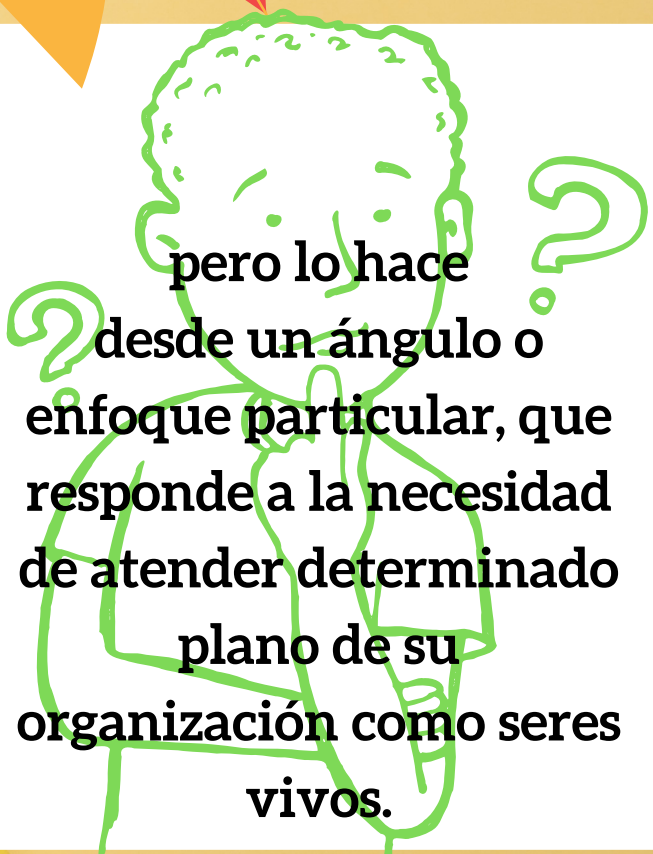 pero lo hace
desde un ángulo o
enfoque particular, que
responde a la necesidad
de atender determinado
plano de su
organización como seres
vivos.